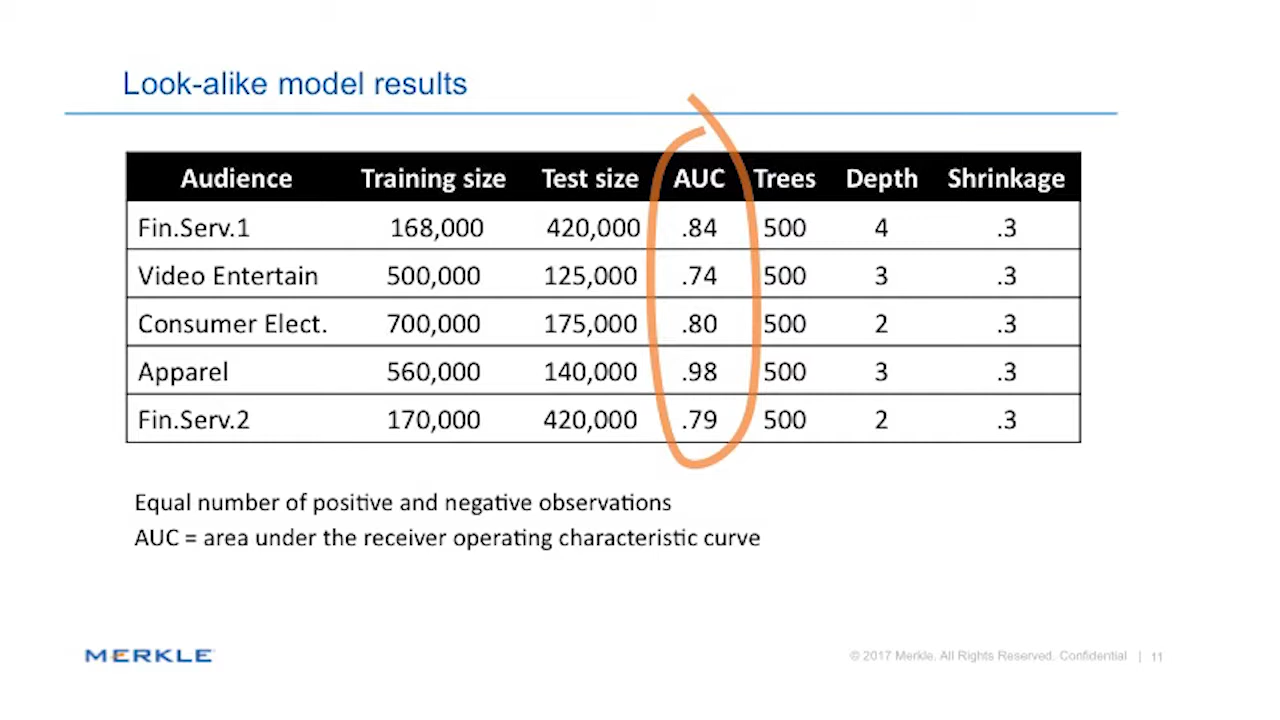 Look-alike model results
Audience Training size Test size AUC Trees Depth Shrinkage
Fin.Serv.1 168,000 420,000 .84 500 4 .3
Video Entertain 500,000 125,000 .74 500 3 .3
Consumer Elect. 700,000 175,000 .80 500 2 .3
Apparel 560,000 140,000 .98 500 3 .3
Fin.Serv.2 170,000 420,000 .79 500 2 .3
Equal number of positive and negative observations
AUC = area under the receiver operating characteristic curve
MERKLE
© 2017 Merkle. All Rights Reserved. Confidential | 11